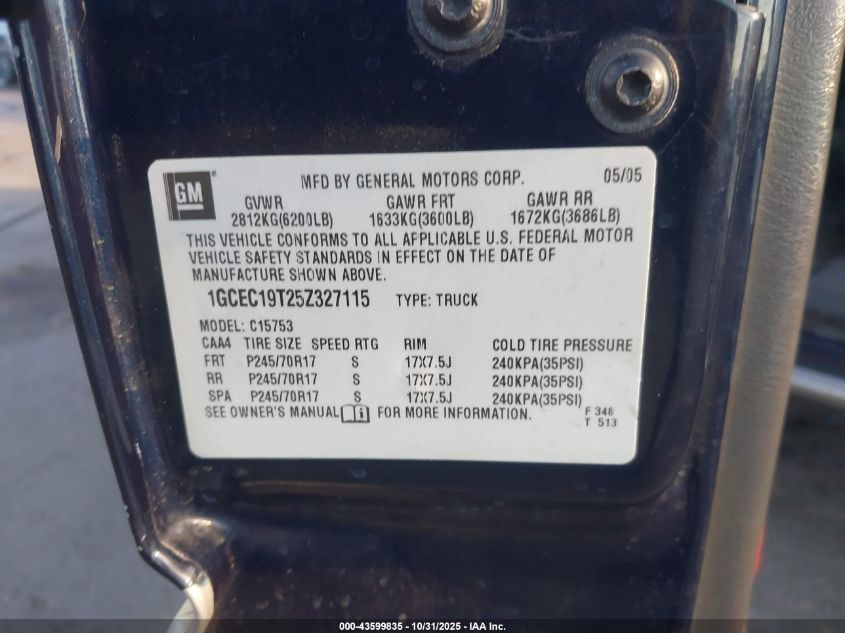 GM MFD BY GENERAL MOTORS CORP. 05/05
GVWR GAWR FRT GAWR RR
2812KG(6200LB) 1633KG(3600LB) 1672KG(3686LB)
THIS VEHICLE CONFORMS TO ALL APPLICABLE U.S. FEDERAL MOTOR
VEHICLE SAFETY STANDARDS IN EFFECT ON THE DATE OF
MANUFACTURE SHOWN ABOVE.
1GCEC19T25Z327115 TYPE: TRUCK
MODEL: C15753
CAA4 TIRE SIZE SPEED RTG RIM COLD TIRE PRESSURE
FRT P245/70R17 S 17X7.5J 240KPA(35PSI)
RR P245/70R17 S 17X7.5J 240KPA(35PSI)
SPA P245/70R17 S 17X7.5J 240KPA(35PSI)
SEE OWNER'S MANUAL i FOR MORE INFORMATION. F 348
T 513
000-43599835 - 10/31/2025 - IAA Inc.